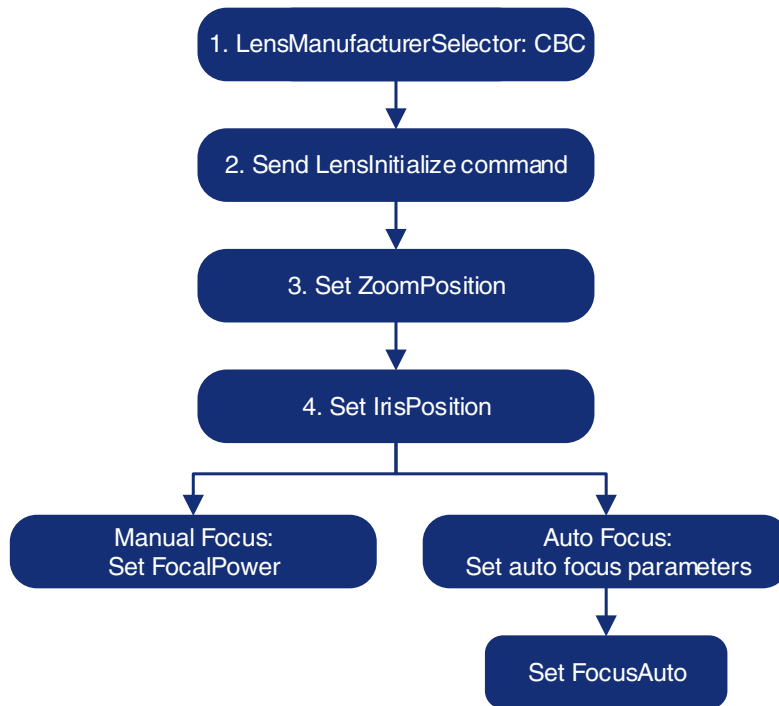 1. LensManufacturerSelector: CBC
2. Send LensInitialize command
3. Set ZoomPosition
4. Set IrisPosition
Manual Focus:
Set FocalPower
Auto Focus:
Set auto focus parameters
Set FocusAuto